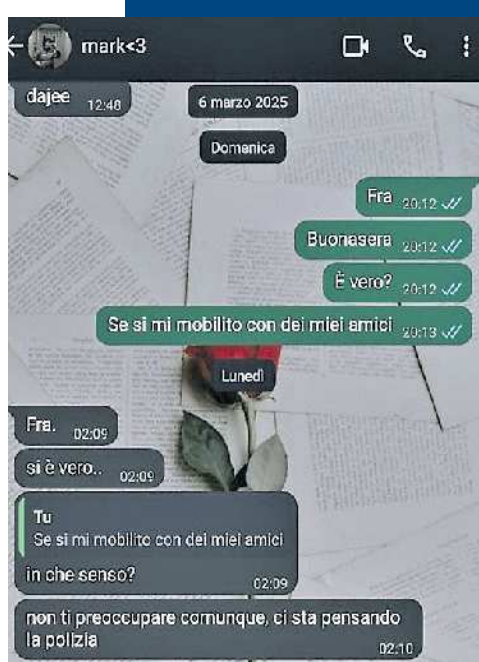 mark<3
dajee 12:48
6 marzo 2025
Domenica
Fra 20:12
Buonasera 20:12
È vero? 20:12
Se si mi mobilito con dei miei amici 20:13
Lunedì
Fra. 02:09
si è vero.. 02:09
Tu
Se si mi mobilito con dei miei amici
in che senso?
02:09
non ti preoccupare comunque, ci sta pensando
la polizia
02:10